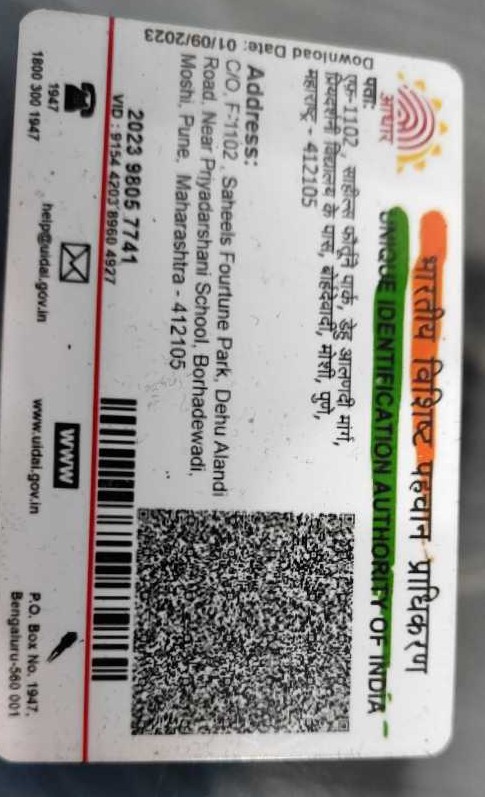 भारतीय विशिष्ट पहचान प्राधिकरण
UNIQUE IDENTIFICATION AUTHORITY OF INDIA
आधार
Download Date: 01/09/2023
पता:
एफ-1102, साहील्स फौर्तुने पार्क, देहु आलणदी मार्ग,
प्रियदर्शनी विद्यालय के पास, बोर्हदेवाडी, मोशी, पुणे,
महाराष्ट्र - 412105
Address:
C/O, F-1102, Saheels Fourtune Park, Dehu Alandi
Road, Near Priyadarshani School, Borhadewadi,
Moshi, Pune, Maharashtra - 412105
2023 9805 7741
VID : 9154 4203 8960 4927
1947
1947
1800 300 1947
help@uidai.gov.in
www
www.uidai.gov.in
P.O. Box No. 1947,
Bengaluru-560 001